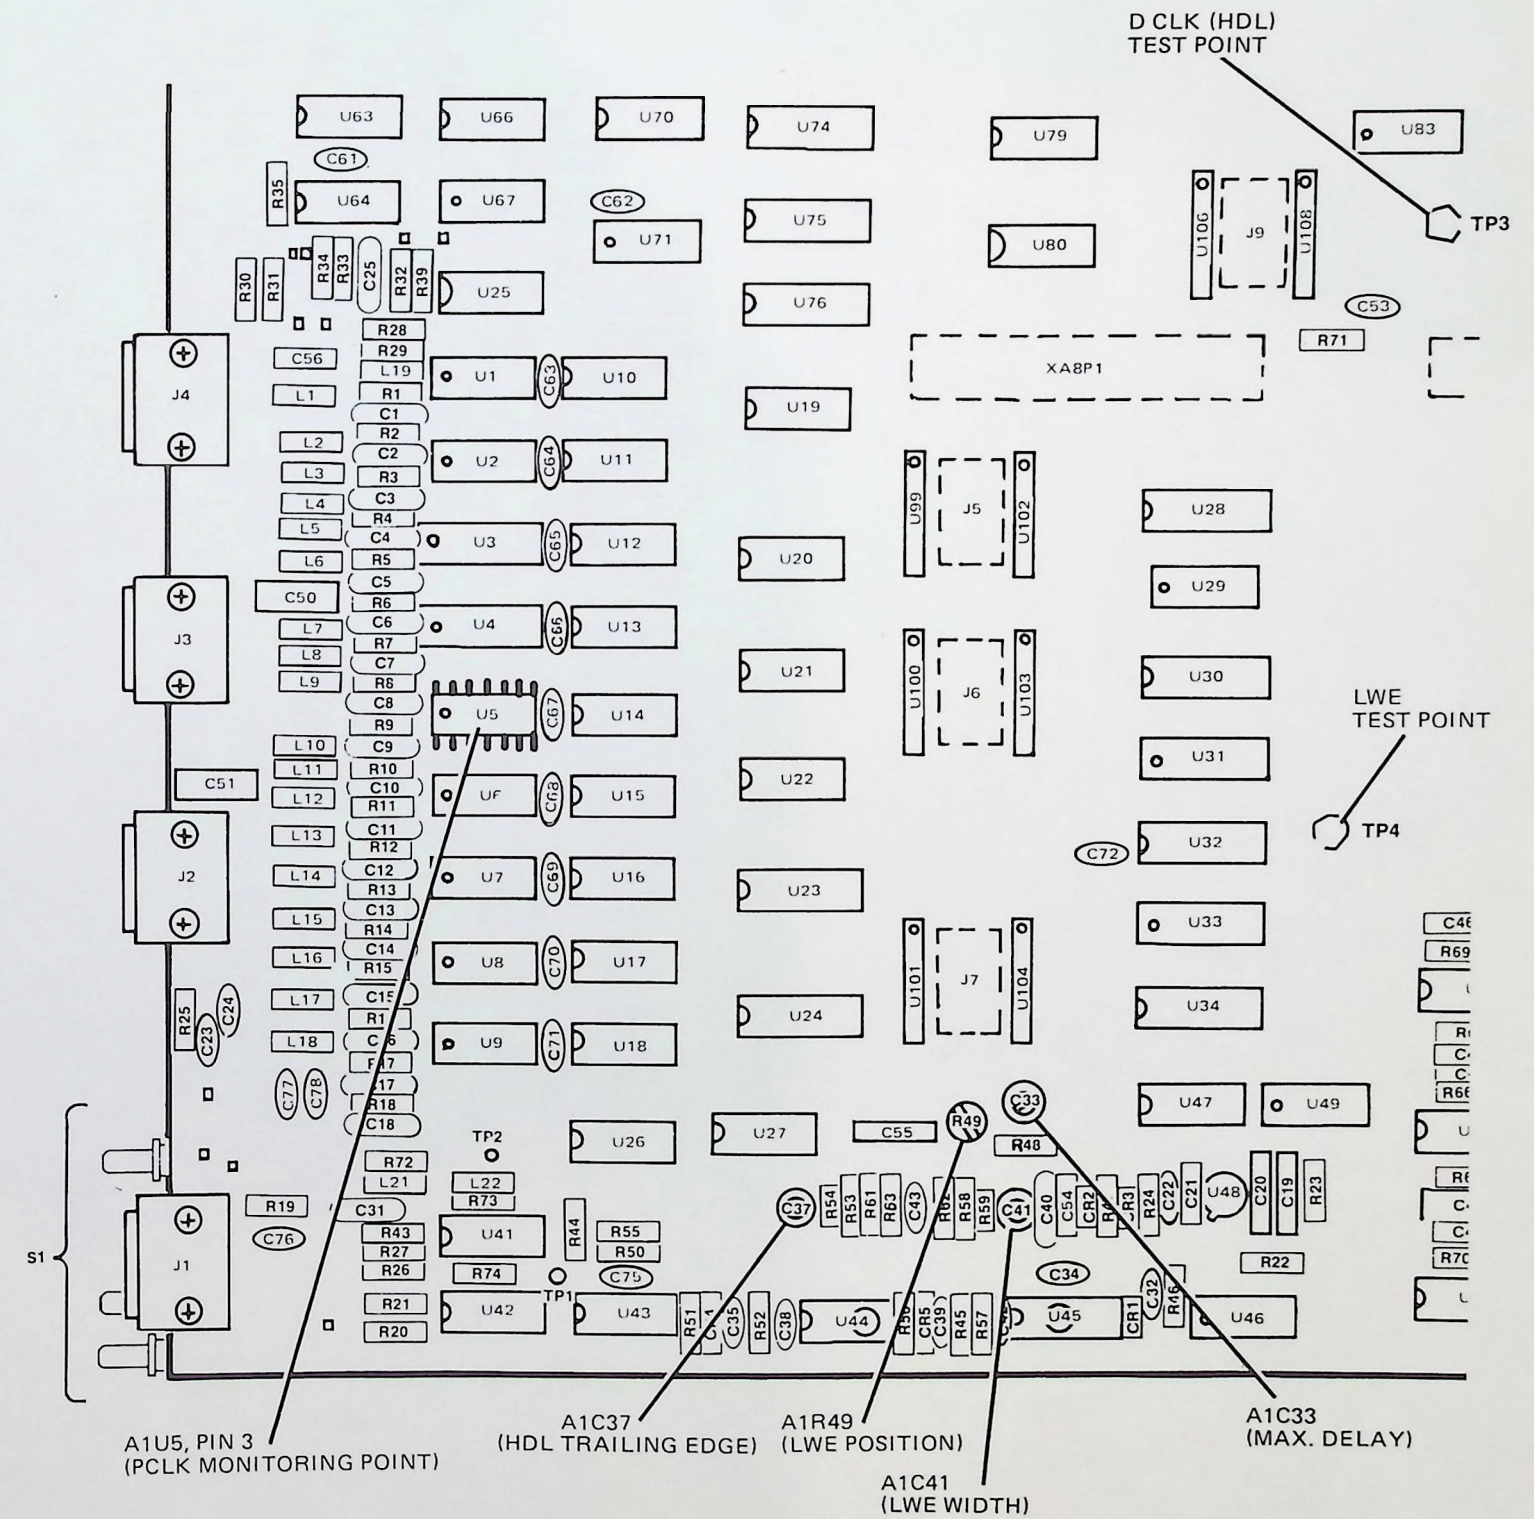 D CLK (HDL)
TEST POINT
U63
U66
U70
U74
U79
U83
C61
R35
U64
U67
C62
U75
U106
J9
U108
TP3
U71
U80
R34
R33
C25
R32
R39
R30
R31
U25
U76
C53
R28
R71
C56
R29
L19
XA8P1
J4
L1
R1
U1
C63
U10
C1
U19
R2
L2
C2
U2
C64
U11
L3
R3
L4
C3
U99
J5
U102
U28
R4
L5
C4
U3
C65
U12
L6
R5
U20
C5
U29
C50
R6
L7
C6
U4
C66
U13
J3
R7
L8
C7
U21
U100
J6
U103
U30
L9
R8
C8
U5
C67
U14
LWE
TEST POINT
R9
L10
C9
L11
R10
U31
C51
C10
U22
L12
R11
U6
C68
U15
L13
C11
R12
C72
U32
TP4
J2
L14
C12
U7
C69
U16
R13
U23
C13
L15
R14
U33
C46
C14
R69
L16
R15
U8
C70
U17
U101
J7
U104
L17
C15
R25
C24
C23
R1
U24
U34
L18
U9
C71
U18
C77
C78
R18
C18
C33
U47
U49
R66
R49
TP2
U26
U27
C55
R48
R72
L21
L22
R73
R19
C31
C37
R54
R53
R61
R63
C43
R62
R58
R59
C41
C40
C54
CR2
R24
C22
C21
U48
C20
C19
R23
C76
R43
U41
R44
R55
S1
J1
R27
R50
R26
R74
C75
C34
R22
R70
TP1
C32
R46
R21
U42
U43
R51
C35
R52
C38
U44
CR5
C39
R45
R57
U45
CR1
U46
R20
A1U5, PIN 3
(PCLK MONITORING POINT)
A1C37
(HDL TRAILING EDGE)
A1R49
(LWE POSITION)
A1C41
(LWE WIDTH)
A1C33
(MAX. DELAY)